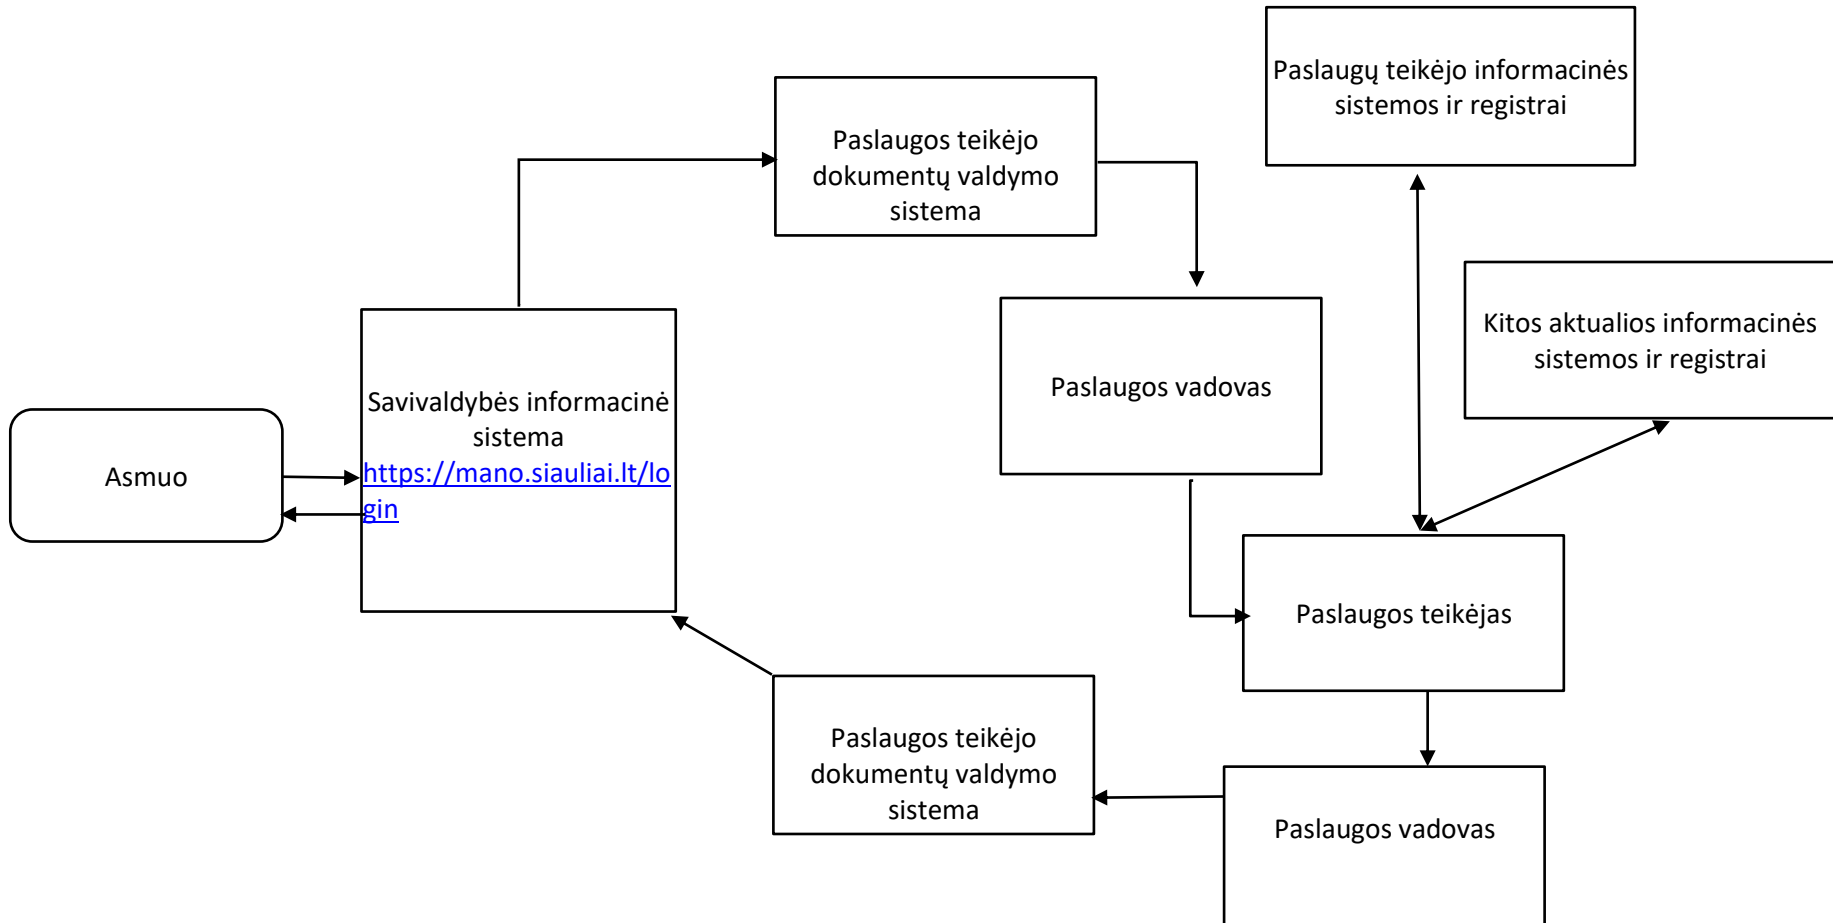 Paslaugų teikėjo informacinės
sistemos ir registrai
Paslaugos teikėjo
dokumentų valdymo
sistema
Kitos aktualios informacinės
sistemos ir registrai
Paslaugos vadovas
Savivaldybės informacinė
sistema
https://mano.siauliai.lt/lo
gin
Asmuo
Paslaugos teikėjas
Paslaugos teikėjo
dokumentų valdymo
sistema
Paslaugos vadovas